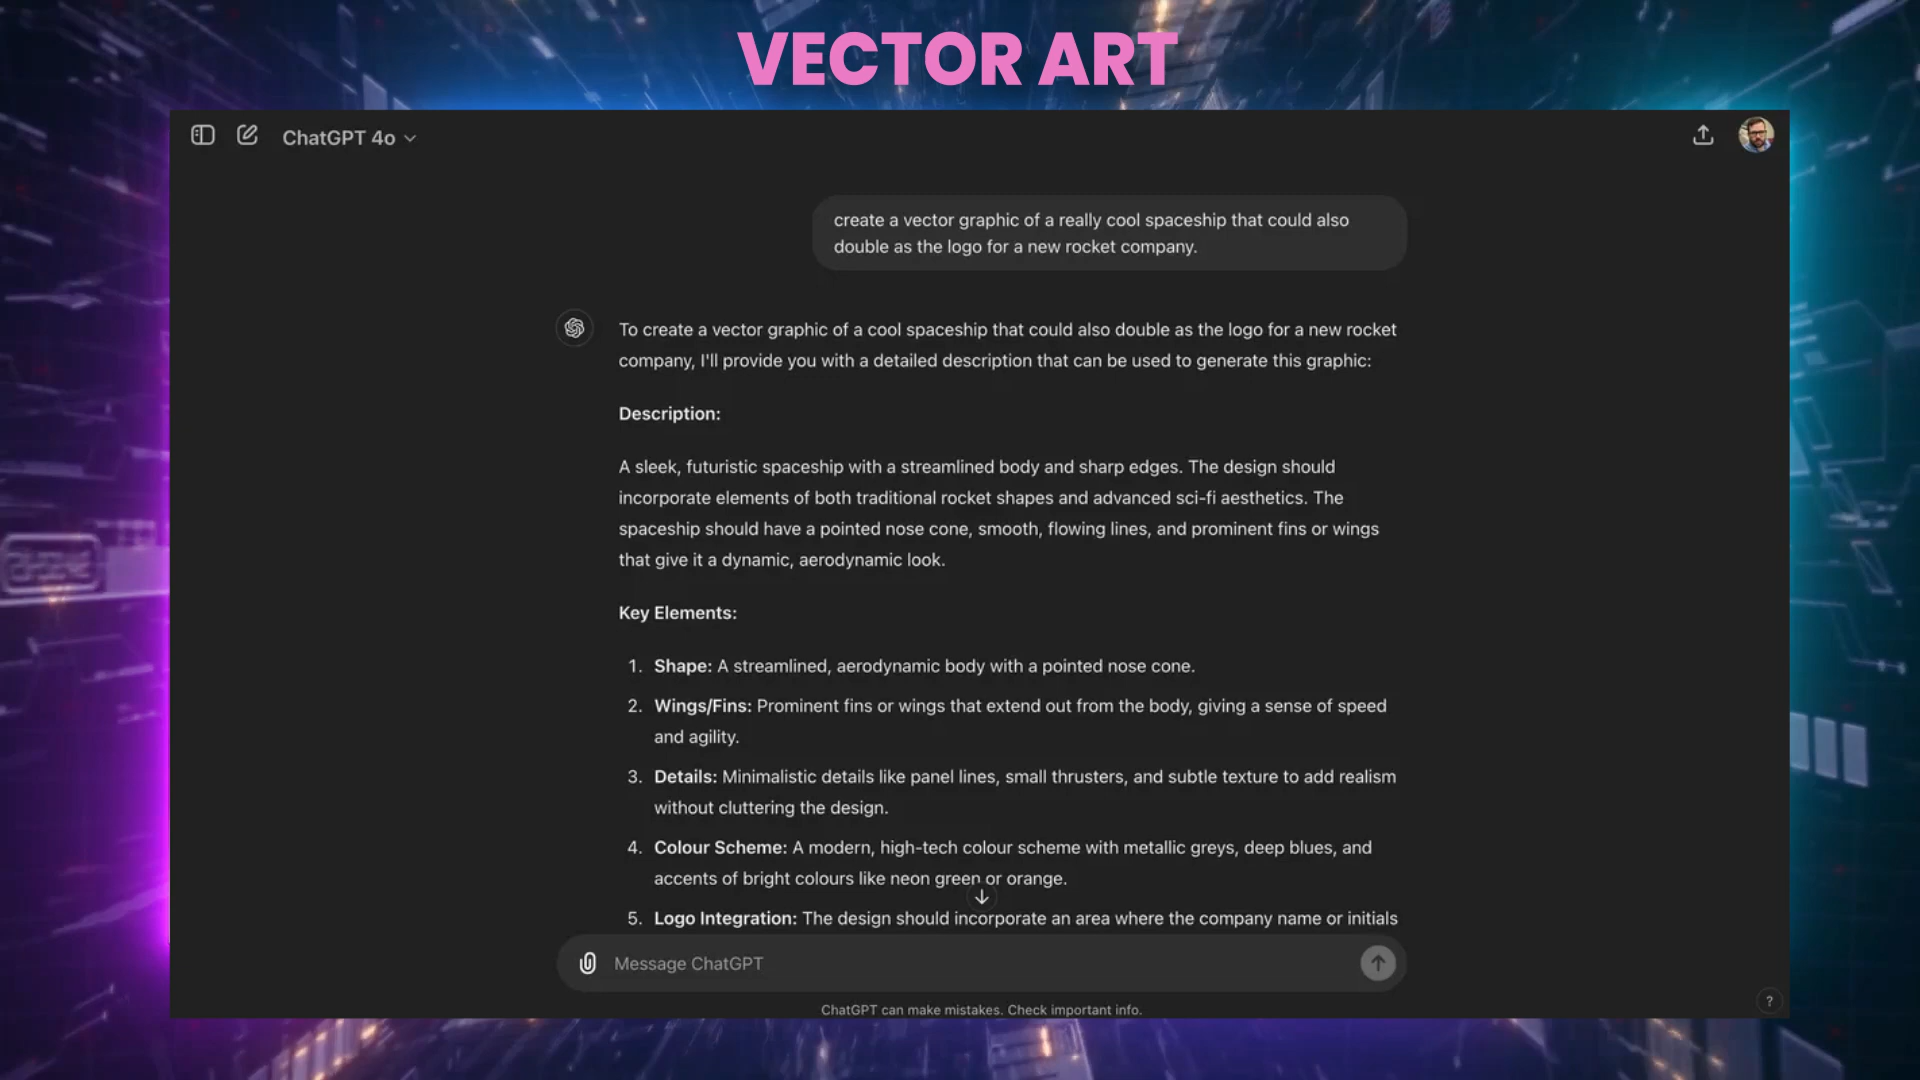 VECTOR ART
ChatGPT 4o
create a vector graphic of a really cool spaceship that could also
double as the logo for a new rocket company.
To create a vector graphic of a cool spaceship that could also double as the logo for a new rocket
company, I'll provide you with a detailed description that can be used to generate this graphic:
Description:
A sleek, futuristic spaceship with a streamlined body and sharp edges. The design should
incorporate elements of both traditional rocket shapes and advanced sci-fi aesthetics. The
spaceship should have a pointed nose cone, smooth, flowing lines, and prominent fins or wings
that give it a dynamic, aerodynamic look.
Key Elements:
1. Shape: A streamlined, aerodynamic body with a pointed nose cone.
2. Wings/Fins: Prominent fins or wings that extend out from the body, giving a sense of speed
and agility.
3. Details: Minimalistic details like panel lines, small thrusters, and subtle texture to add realism
without cluttering the design.
4. Colour Scheme: A modern, high-tech colour scheme with metallic greys, deep blues, and
accents of bright colours like neon green or orange.
5. Logo Integration: The design should incorporate an area where the company name or initials
Message ChatGPT
ChatGPT can make mistakes. Check important info.
?